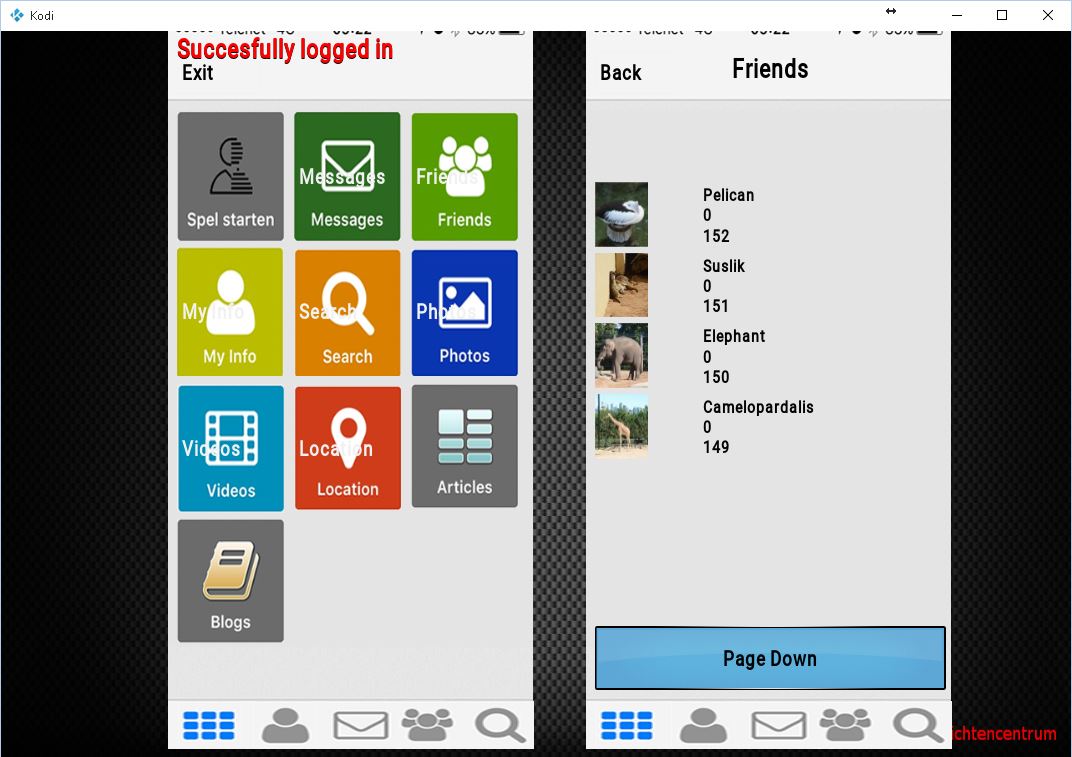 Kodi
Succesfully logged in
Exit
Spel starten
Messages
Messages
Friends
Friends
My Info
My Info
Search
Search
Photos
Photos
Videos
Videos
Location
Location
Articles
Blogs
Back
Friends
Pelican
0
152
Suslik
0
151
Elephant
0
150
Camelopardalis
0
149
Page Down
ichtencentrum